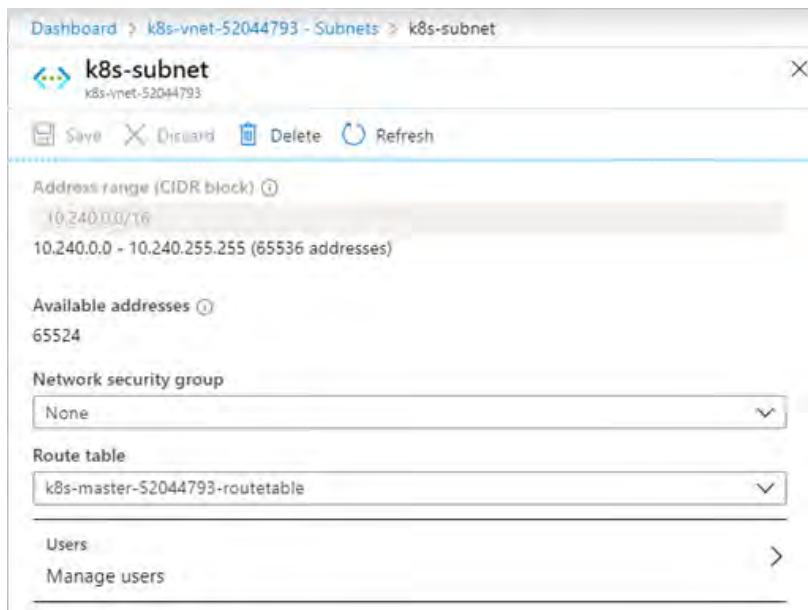 Dashboard > k8s-vnet-52044793 - Subnets > k8s-subnet
k8s-subnet
k8s-vnet-52044793
Save Discard Delete Refresh
Address range (CIDR block)
10.240.0.0/16
10.240.0.0 - 10.240.255.255 (65536 addresses)
Available addresses
65524
Network security group
None
Route table
k8s-master-52044793-routetable
Users
Manage users